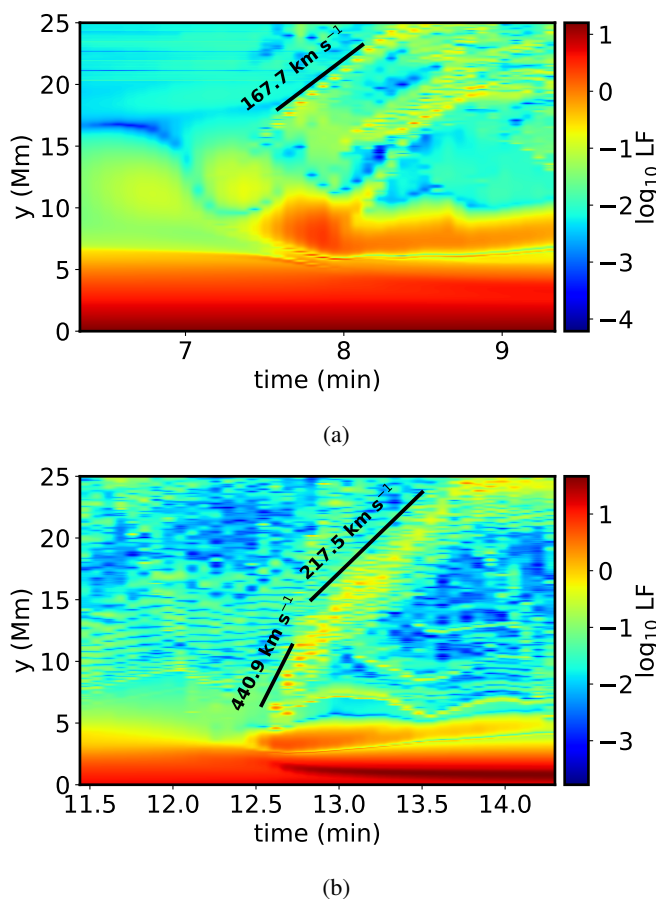 25
20
15
10
5
0
y (Mm)
167.7 km s⁻¹
7
8
9
time (min)
1
0
−1
−2
−3
−4
log₁₀ LF
(a)
25
20
15
10
5
0
y (Mm)
440.9 km s⁻¹
217.5 km s⁻¹
11.5
12.0
12.5
13.0
13.5
14.0
time (min)
1
0
−1
−2
−3
log₁₀ LF
(b)